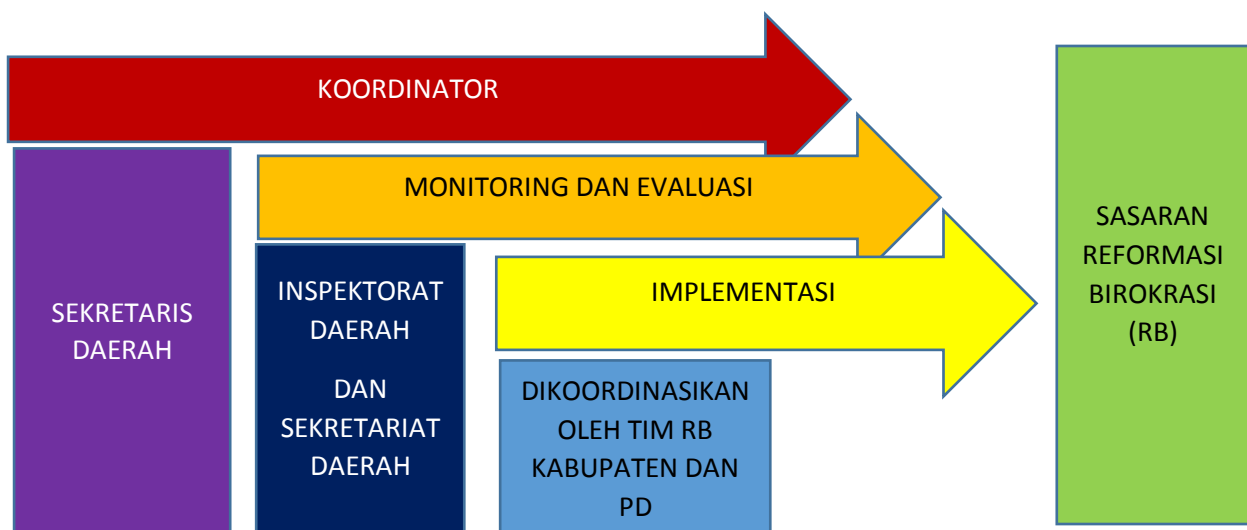 KOORDINATOR
MONITORING DAN EVALUASI
IMPLEMENTASI
SEKRETARIS
DAERAH
INSPEKTORAT
DAERAH
DAN
SEKRETARIAT
DAERAH
DIKOORDINASIKAN
OLEH TIM RB
KABUPATEN DAN
PD
SASARAN
REFORMASI
BIROKRASI
(RB)